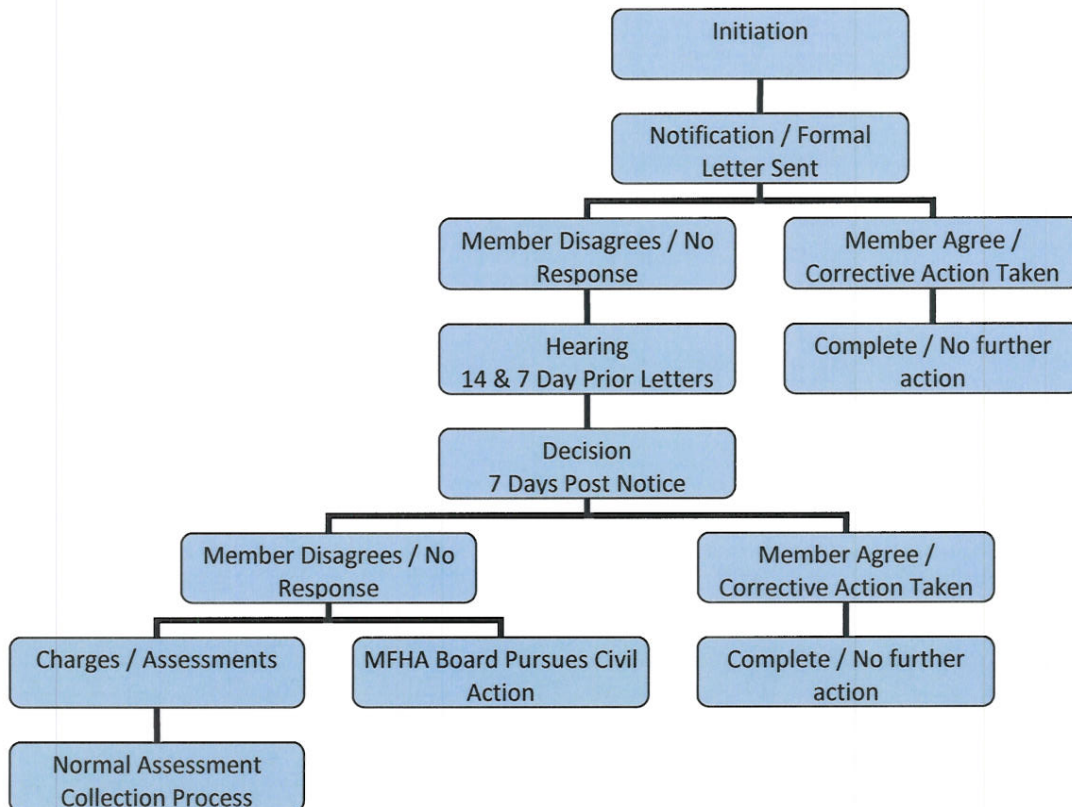 Initiation
Notification / Formal
Letter Sent
Member Disagrees / No
Response
Member Agree /
Corrective Action Taken
Hearing
14 & 7 Day Prior Letters
Complete / No further
action
Decision
7 Days Post Notice
Member Disagrees / No
Response
Member Agree /
Corrective Action Taken
Charges / Assessments
MFHA Board Pursues Civil
Action
Complete / No further
action
Normal Assessment
Collection Process